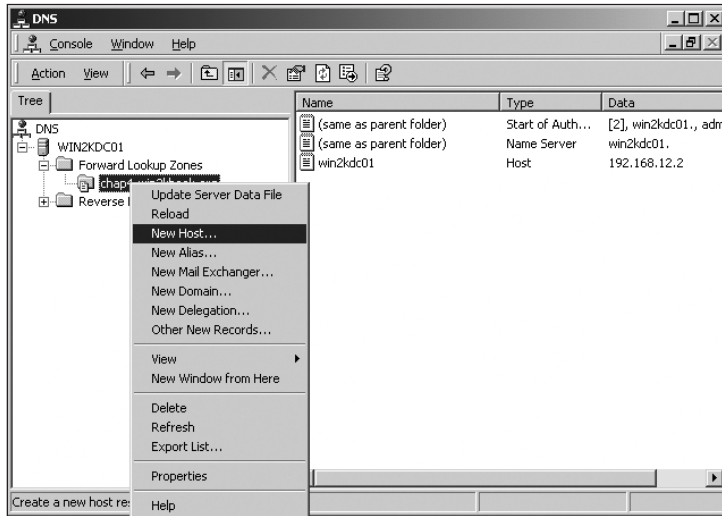 DNS
Console Window Help
Action View
Tree
Name Type Data
DNS
WIN2KDC01
Forward Lookup Zones
Reverse
(same as parent folder) Start of Auth... [2], win2kdc01., adm
(same as parent folder) Name Server win2kdc01.
win2kdc01 Host 192.168.12.2
Update Server Data File
Reload
New Host...
New Alias...
New Mail Exchanger...
New Domain...
New Delegation...
Other New Records...
View
New Window from Here
Delete
Refresh
Export List...
Properties
Help
Create a new host re